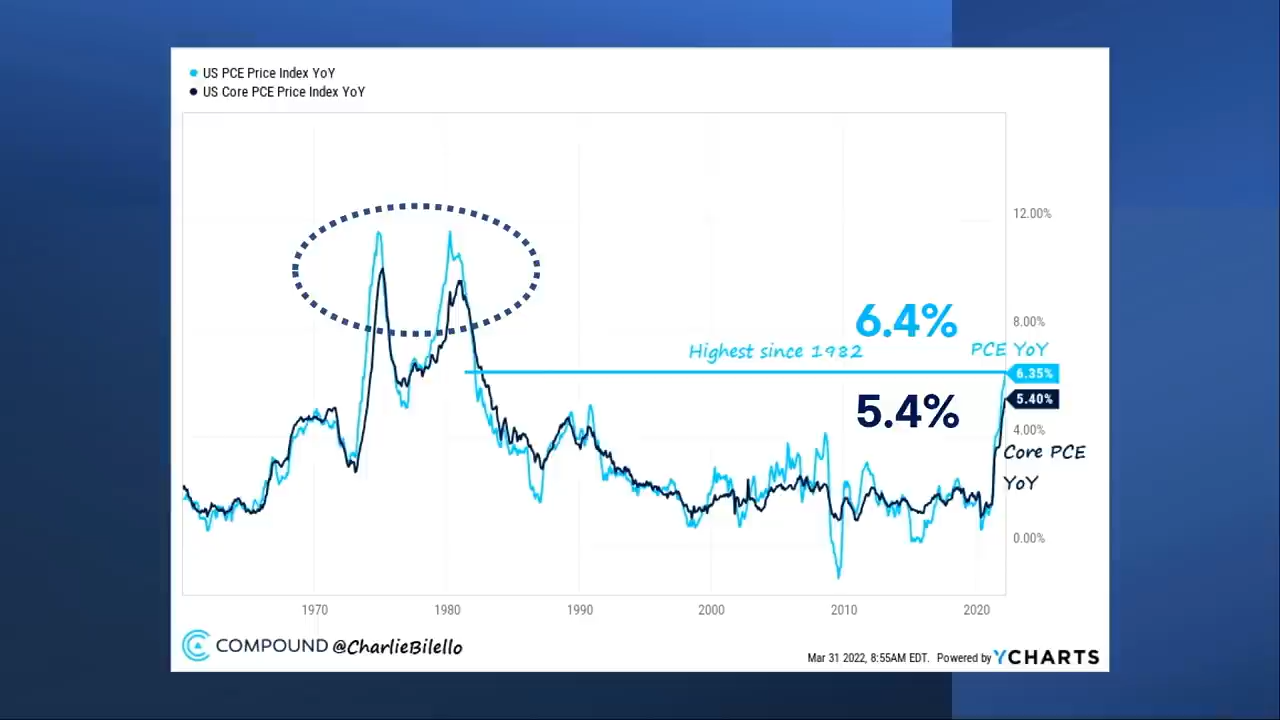 US PCE Price Index YoY
US Core PCE Price Index YoY
12.00%
6.4%
8.00%
Highest since 1982
PCE YoY
6.35%
5.40%
5.4%
4.00%
Core PCE
YoY
0.00%
1970 1980 1990 2000 2010 2020
COMPOUND @CharlieBilello
Mar 31 2022, 8:55AM EDT. Powered by YCHARTS